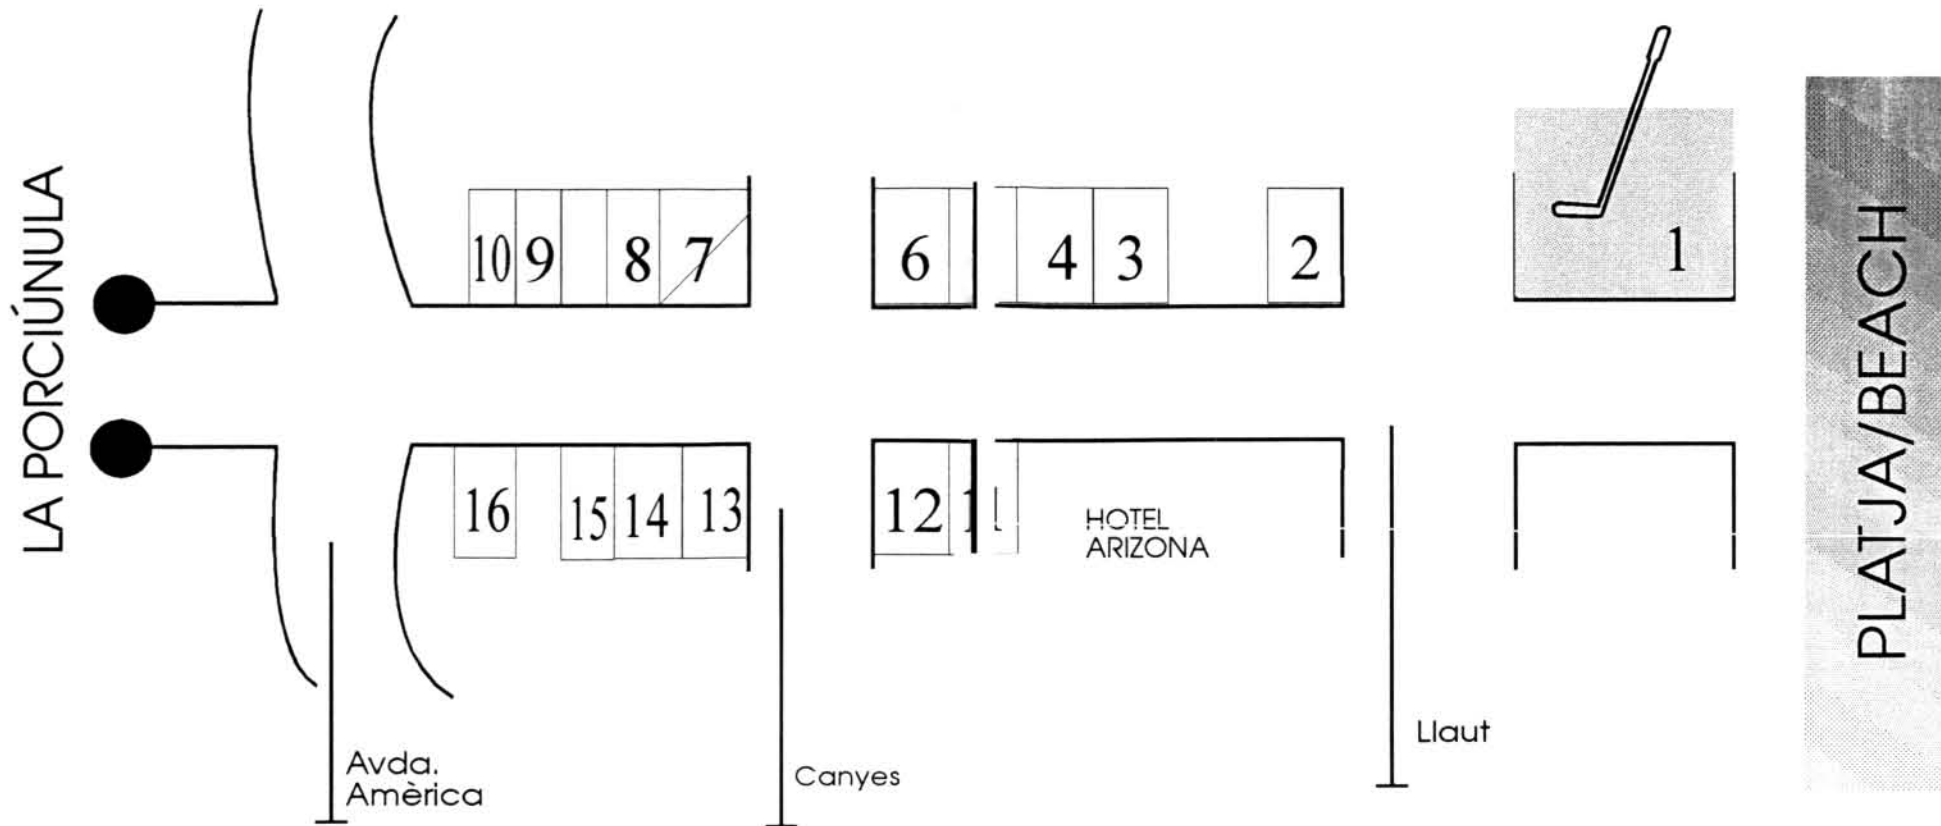 LA PORCIÚNULA
10
9
8
7
6
4
3
2
1
PLATJA/BEACH
16
15
14
13
12
11
HOTEL
ARIZONA
Avda.
Amèrica
Canyes
Llaut